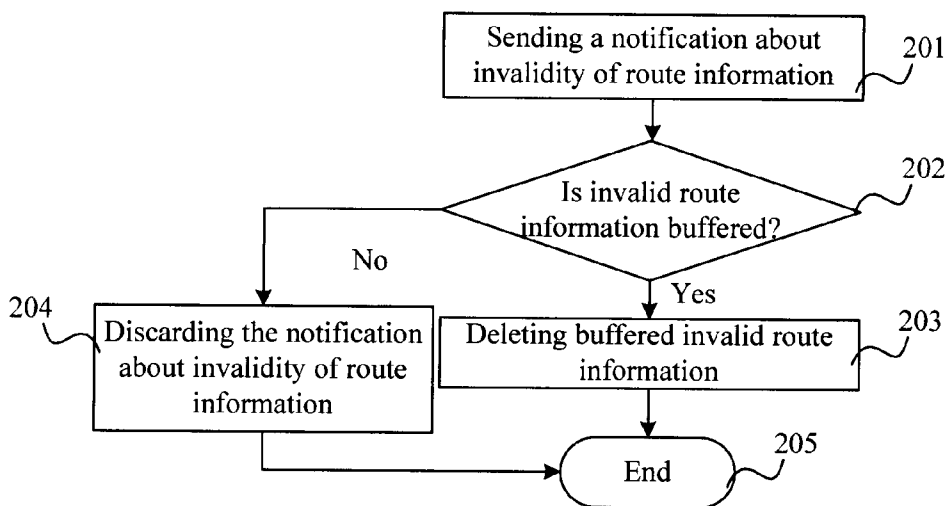 Sending a notification about
invalidity of route information
201
Is invalid route
information buffered?
202
No
Yes
204
Discarding the notification
about invalidity of route
information
Deleting buffered invalid route
information
203
End
205